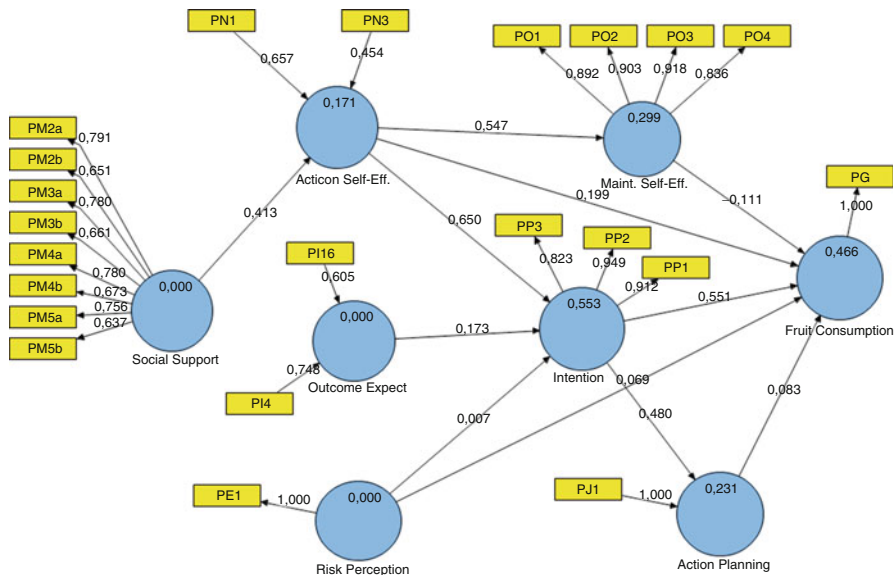 PN1
PN3
PO1
PO2
PO3
PO4
0,657
0,454
0,892
0,903
0,918
0,836
0,171
0,299
PM2a
0,791
PM2b
0,651
PM3a
0,780
PM3b
0,661
PM4a
0,780
PM4b
0,673
PM5a
0,756
PM5b
0,637
0,547
Acticon Self-Eff.
Maint. Self-Eff.
PG
1,000
0,199
–0,111
0,413
0,650
PP3
PP2
PP1
0,823
0,949
0,912
PI16
0,605
0,466
0,000
Social Support
0,000
0,553
0,551
Fruit Consumption
0,173
Outcome Expect
Intention
0,748
PI4
0,069
0,083
0,007
0,480
PE1
1,000
0,000
PJ1
1,000
0,231
Risk Perception
Action Planning